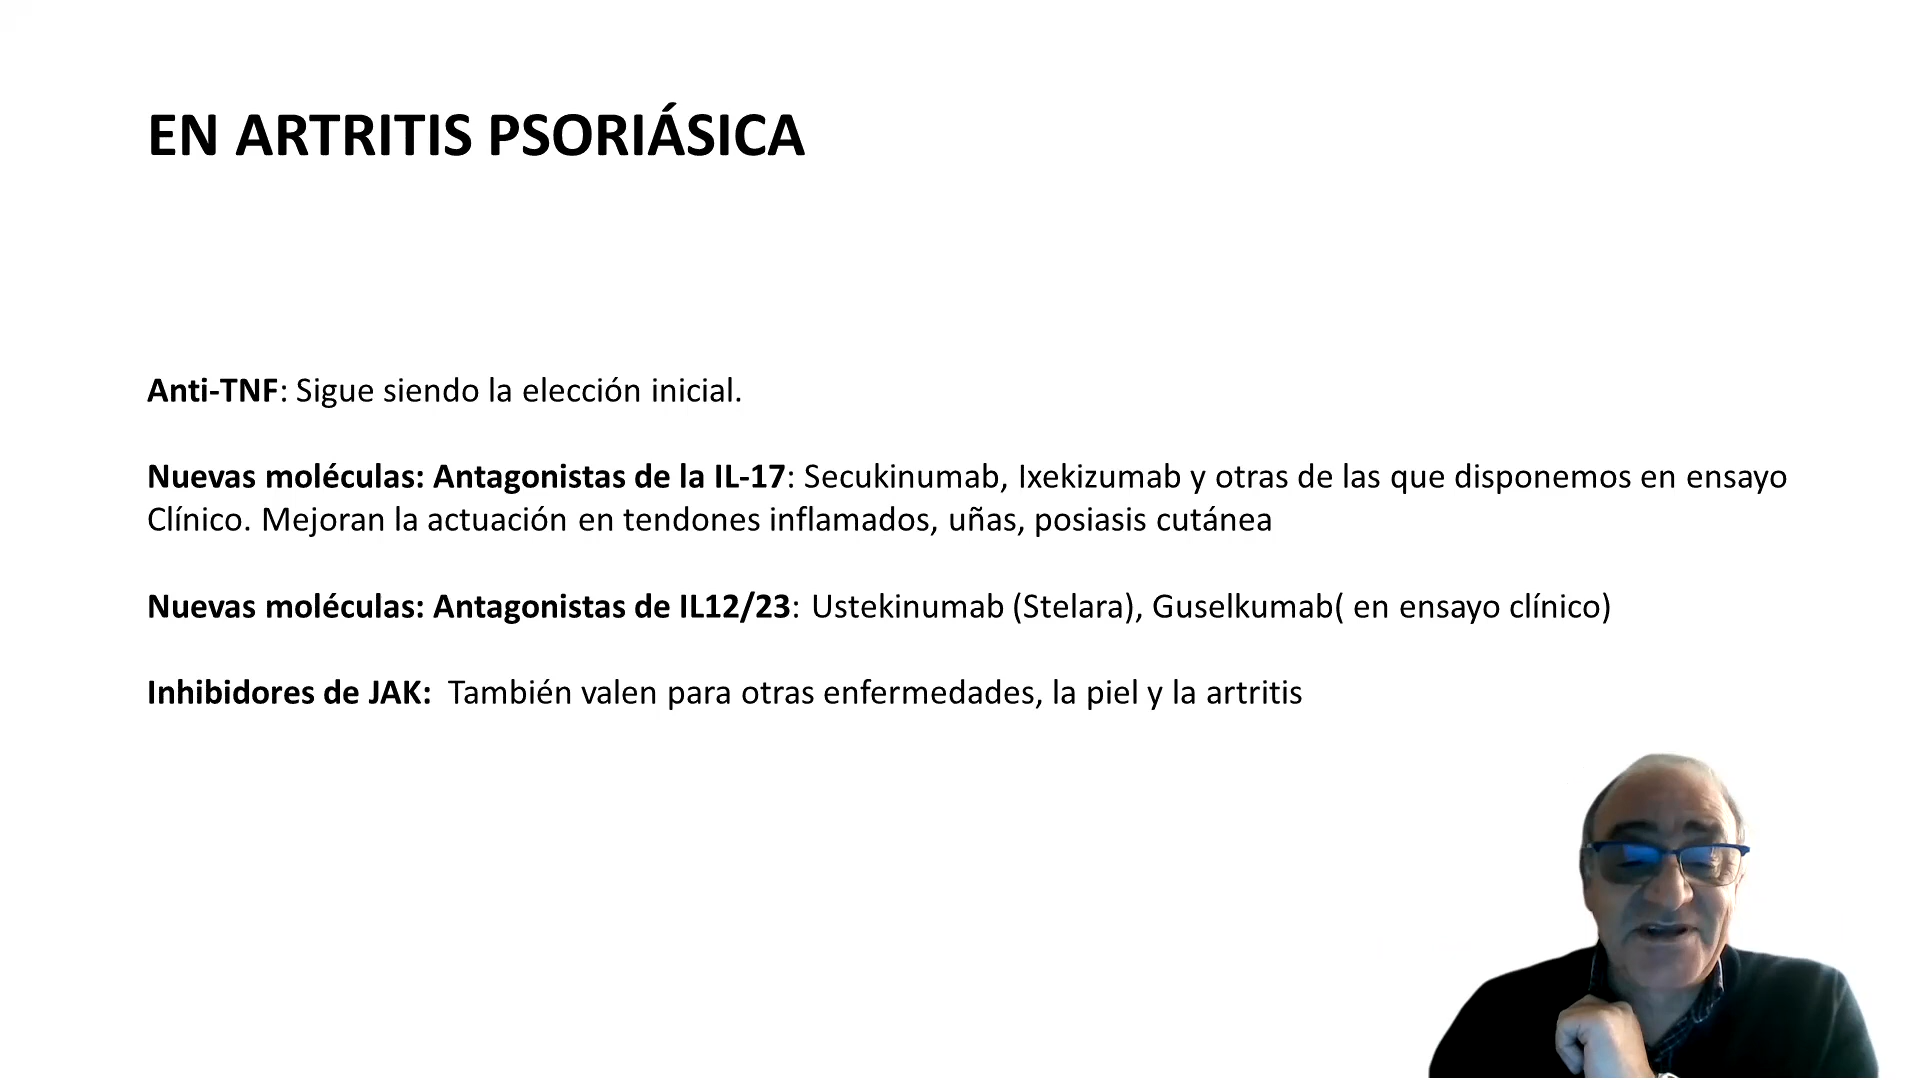 EN ARTRITIS PSORIÁSICA
Anti-TNF: Sigue siendo la elección inicial.
Nuevas moléculas: Antagonistas de la IL-17: Secukinumab, Ixekizumab y otras de las que disponemos en ensayo
Clínico. Mejoran la actuación en tendones inflamados, uñas, posiasis cutánea
Nuevas moléculas: Antagonistas de IL12/23: Ustekinumab (Stelara), Guselkumab( en ensayo clínico)
Inhibidores de JAK: También valen para otras enfermedades, la piel y la artritis